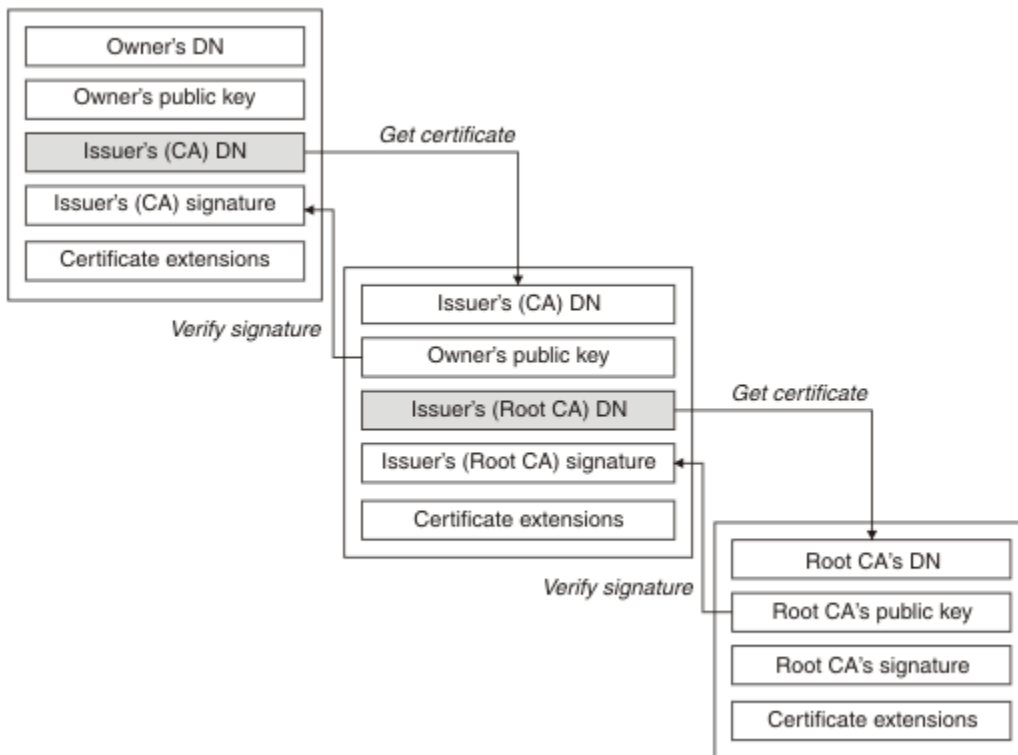 Owner's DN
Owner's public key
Issuer's (CA) DN
Get certificate
Issuer's (CA) signature
Certificate extensions
Verify signature
Issuer's (CA) DN
Owner's public key
Issuer's (Root CA) DN
Get certificate
Issuer's (Root CA) signature
Certificate extensions
Verify signature
Root CA's DN
Root CA's public key
Root CA's signature
Certificate extensions